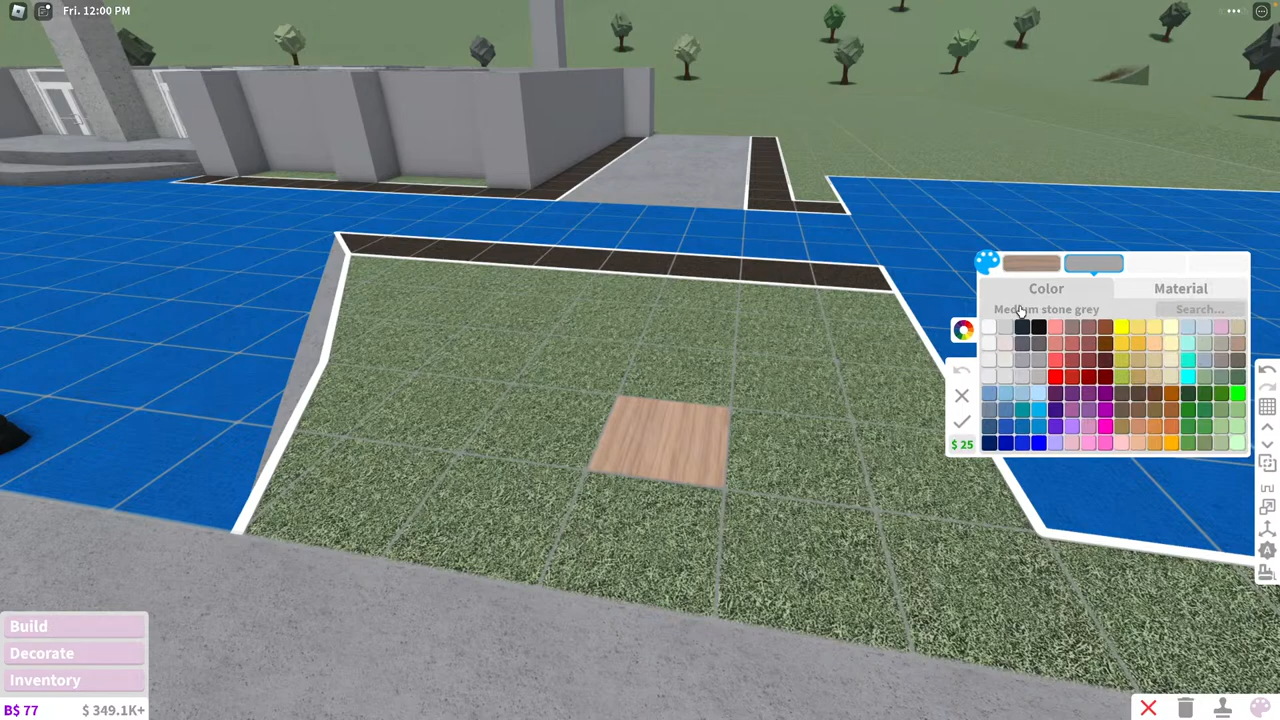 Fri. 12:00 PM
Color
Material
Medium stone grey
Search...
$ 25
Build
Decorate
Inventory
B$ 77
$ 349.1K+